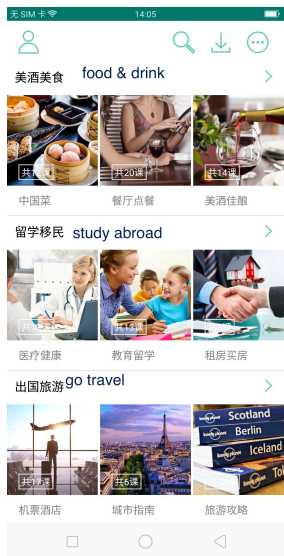 无 SIM 卡 14:05
美酒美食 food & drink
共20课 共14课
中国菜 餐厅点餐 美酒佳酿
留学移民 study abroad
共13课
医疗健康 教育留学 租房买房
出国旅游 go travel
Scotland
Berlin
Iceland
lonely planet
共17课 共6课
机票酒店 城市指南 旅游攻略